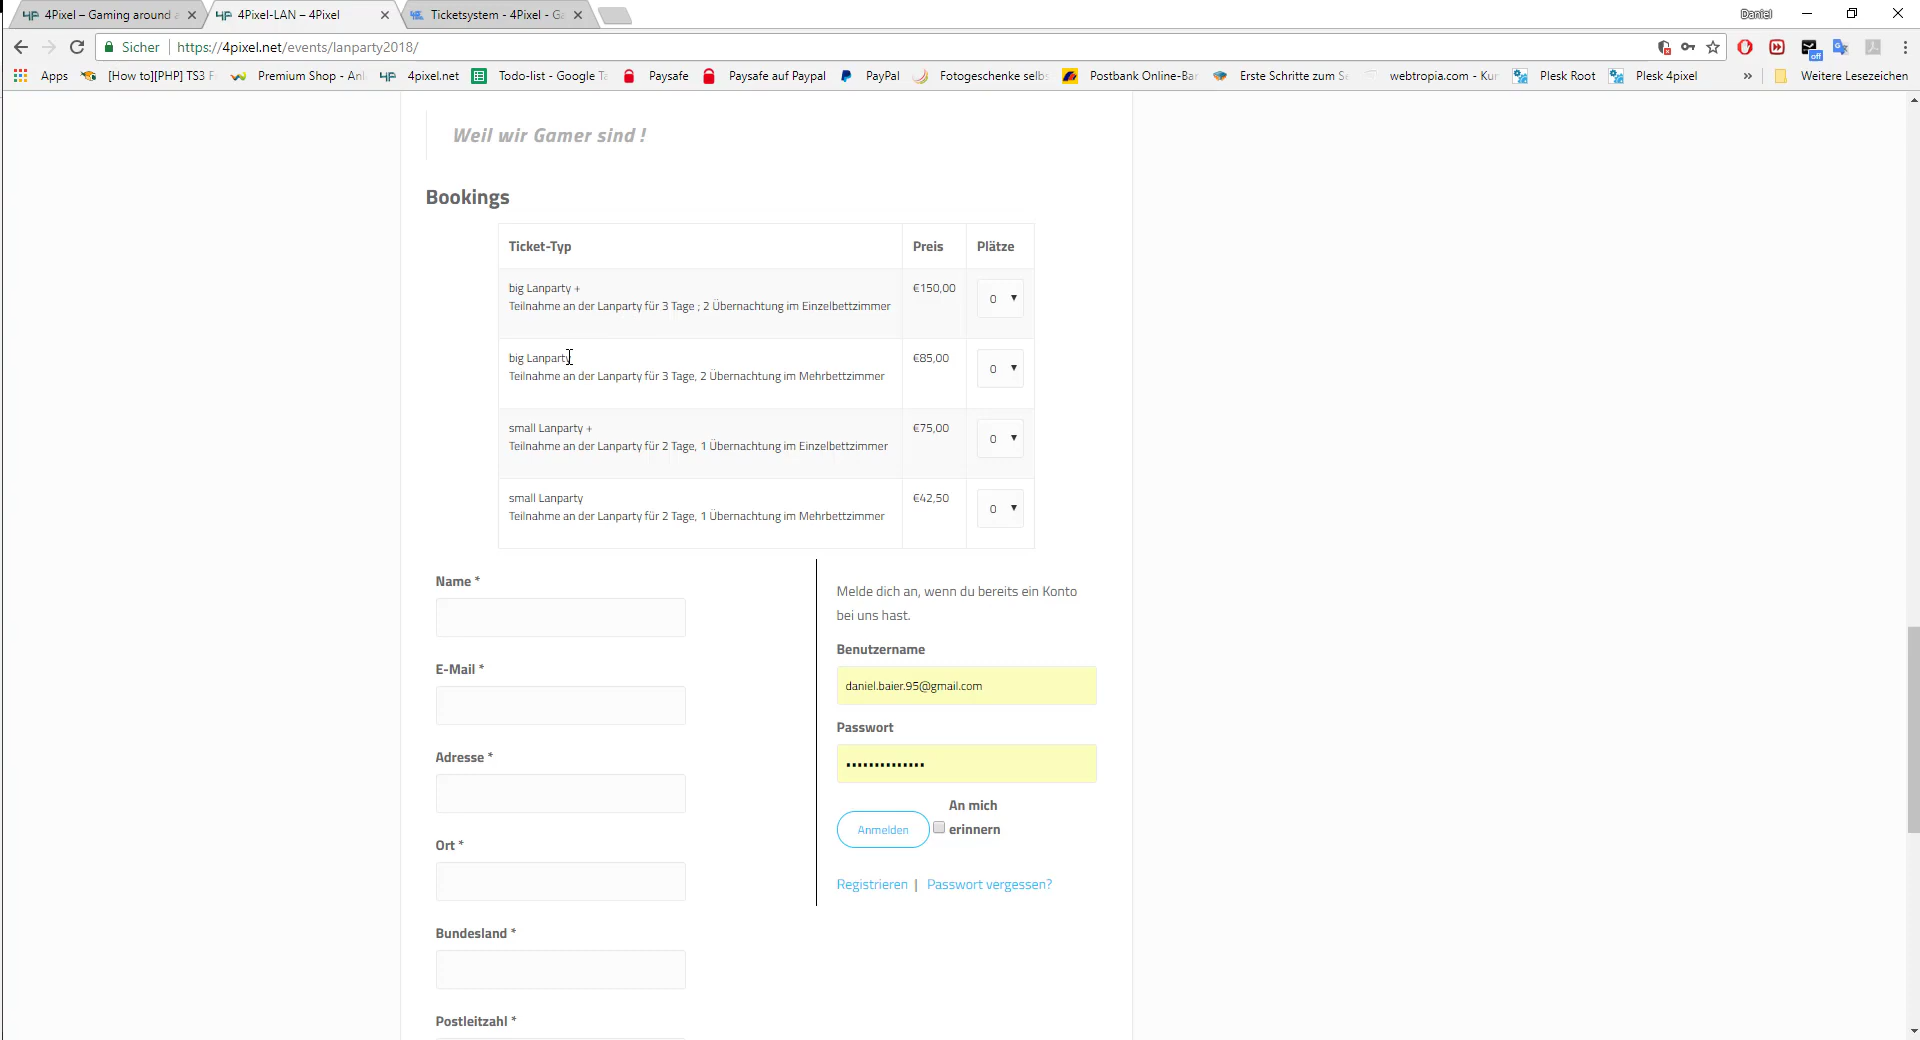 4Pixel – Gaming around a
4Pixel-LAN – 4Pixel
Ticketsystem - 4Pixel - Ga
Daniel
Sicher
https://4pixel.net/events/lanparty2018/
Apps
[How to][PHP] TS3 F
Premium Shop - Ani
4pixel.net
Todo-list - Google Ta
Paysafe
Paysafe auf Paypal
PayPal
Fotogeschenke selbs
Postbank Online-Ban
Erste Schritte zum Se
webtropia.com - Kun
Plesk Root
Plesk 4pixel
»
Weitere Lesezeichen
Weil wir Gamer sind !
Bookings
Ticket-Typ Preis Plätze
big Lanparty + €150,00 0
Teilnahme an der Lanparty für 3 Tage ; 2 Übernachtung im Einzelbettzimmer
big Lanparty €85,00 0
Teilnahme an der Lanparty für 3 Tage, 2 Übernachtung im Mehrbettzimmer
small Lanparty + €75,00 0
Teilnahme an der Lanparty für 2 Tage, 1 Übernachtung im Einzelbettzimmer
small Lanparty €42,50 0
Teilnahme an der Lanparty für 2 Tage, 1 Übernachtung im Mehrbettzimmer
Name *
E-Mail *
Adresse *
Ort *
Bundesland *
Postleitzahl *
Melde dich an, wenn du bereits ein Konto
bei uns hast.
Benutzername
daniel.baier.95@gmail.com
Passwort
••••••••••••••
Anmelden
An mich
erinnern
Registrieren | Passwort vergessen?